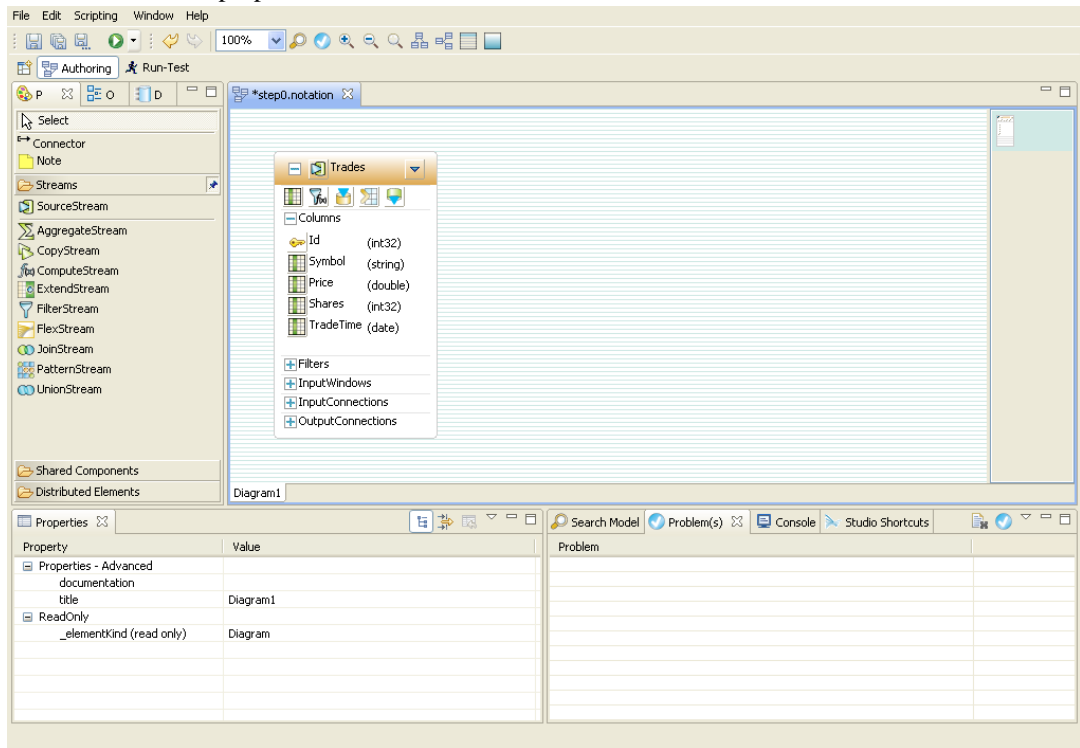 File Edit Scripting Window Help
100%
Authoring Run-Test
P O D
*step0.notation
Select
Connector
Note
Streams
SourceStream
AggregateStream
CopyStream
ComputeStream
ExtendStream
FilterStream
FlexStream
JoinStream
PatternStream
UnionStream
Shared Components
Distributed Elements
Trades
Columns
Id (int32)
Symbol (string)
Price (double)
Shares (int32)
TradeTime (date)
Filters
InputWindows
InputConnections
OutputConnections
Diagram1
Properties
Property Value
Properties - Advanced
documentation
title Diagram1
ReadOnly
_elementKind (read only) Diagram
Search Model Problem(s) Console Studio Shortcuts
Problem